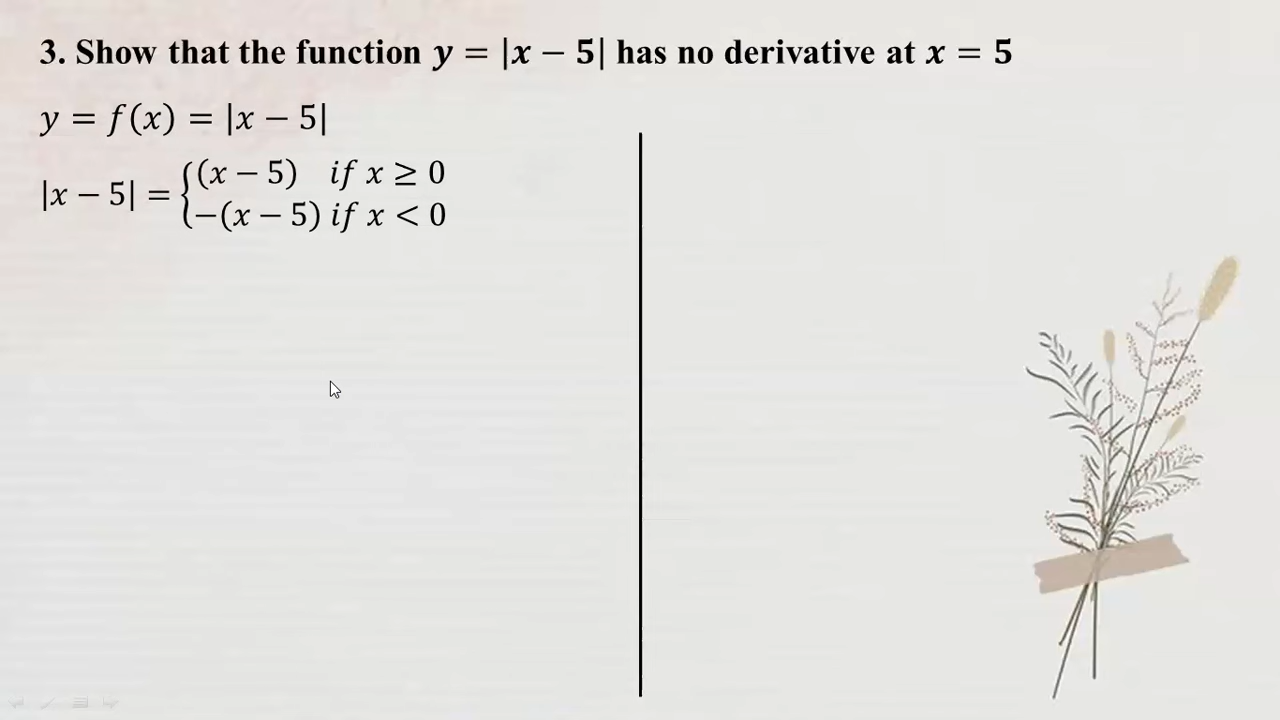 3. Show that the function y = |x − 5| has no derivative at x = 5
y = f(x) = |x − 5|
|x − 5| = {(x − 5) if x ≥ 0
−(x − 5) if x < 0